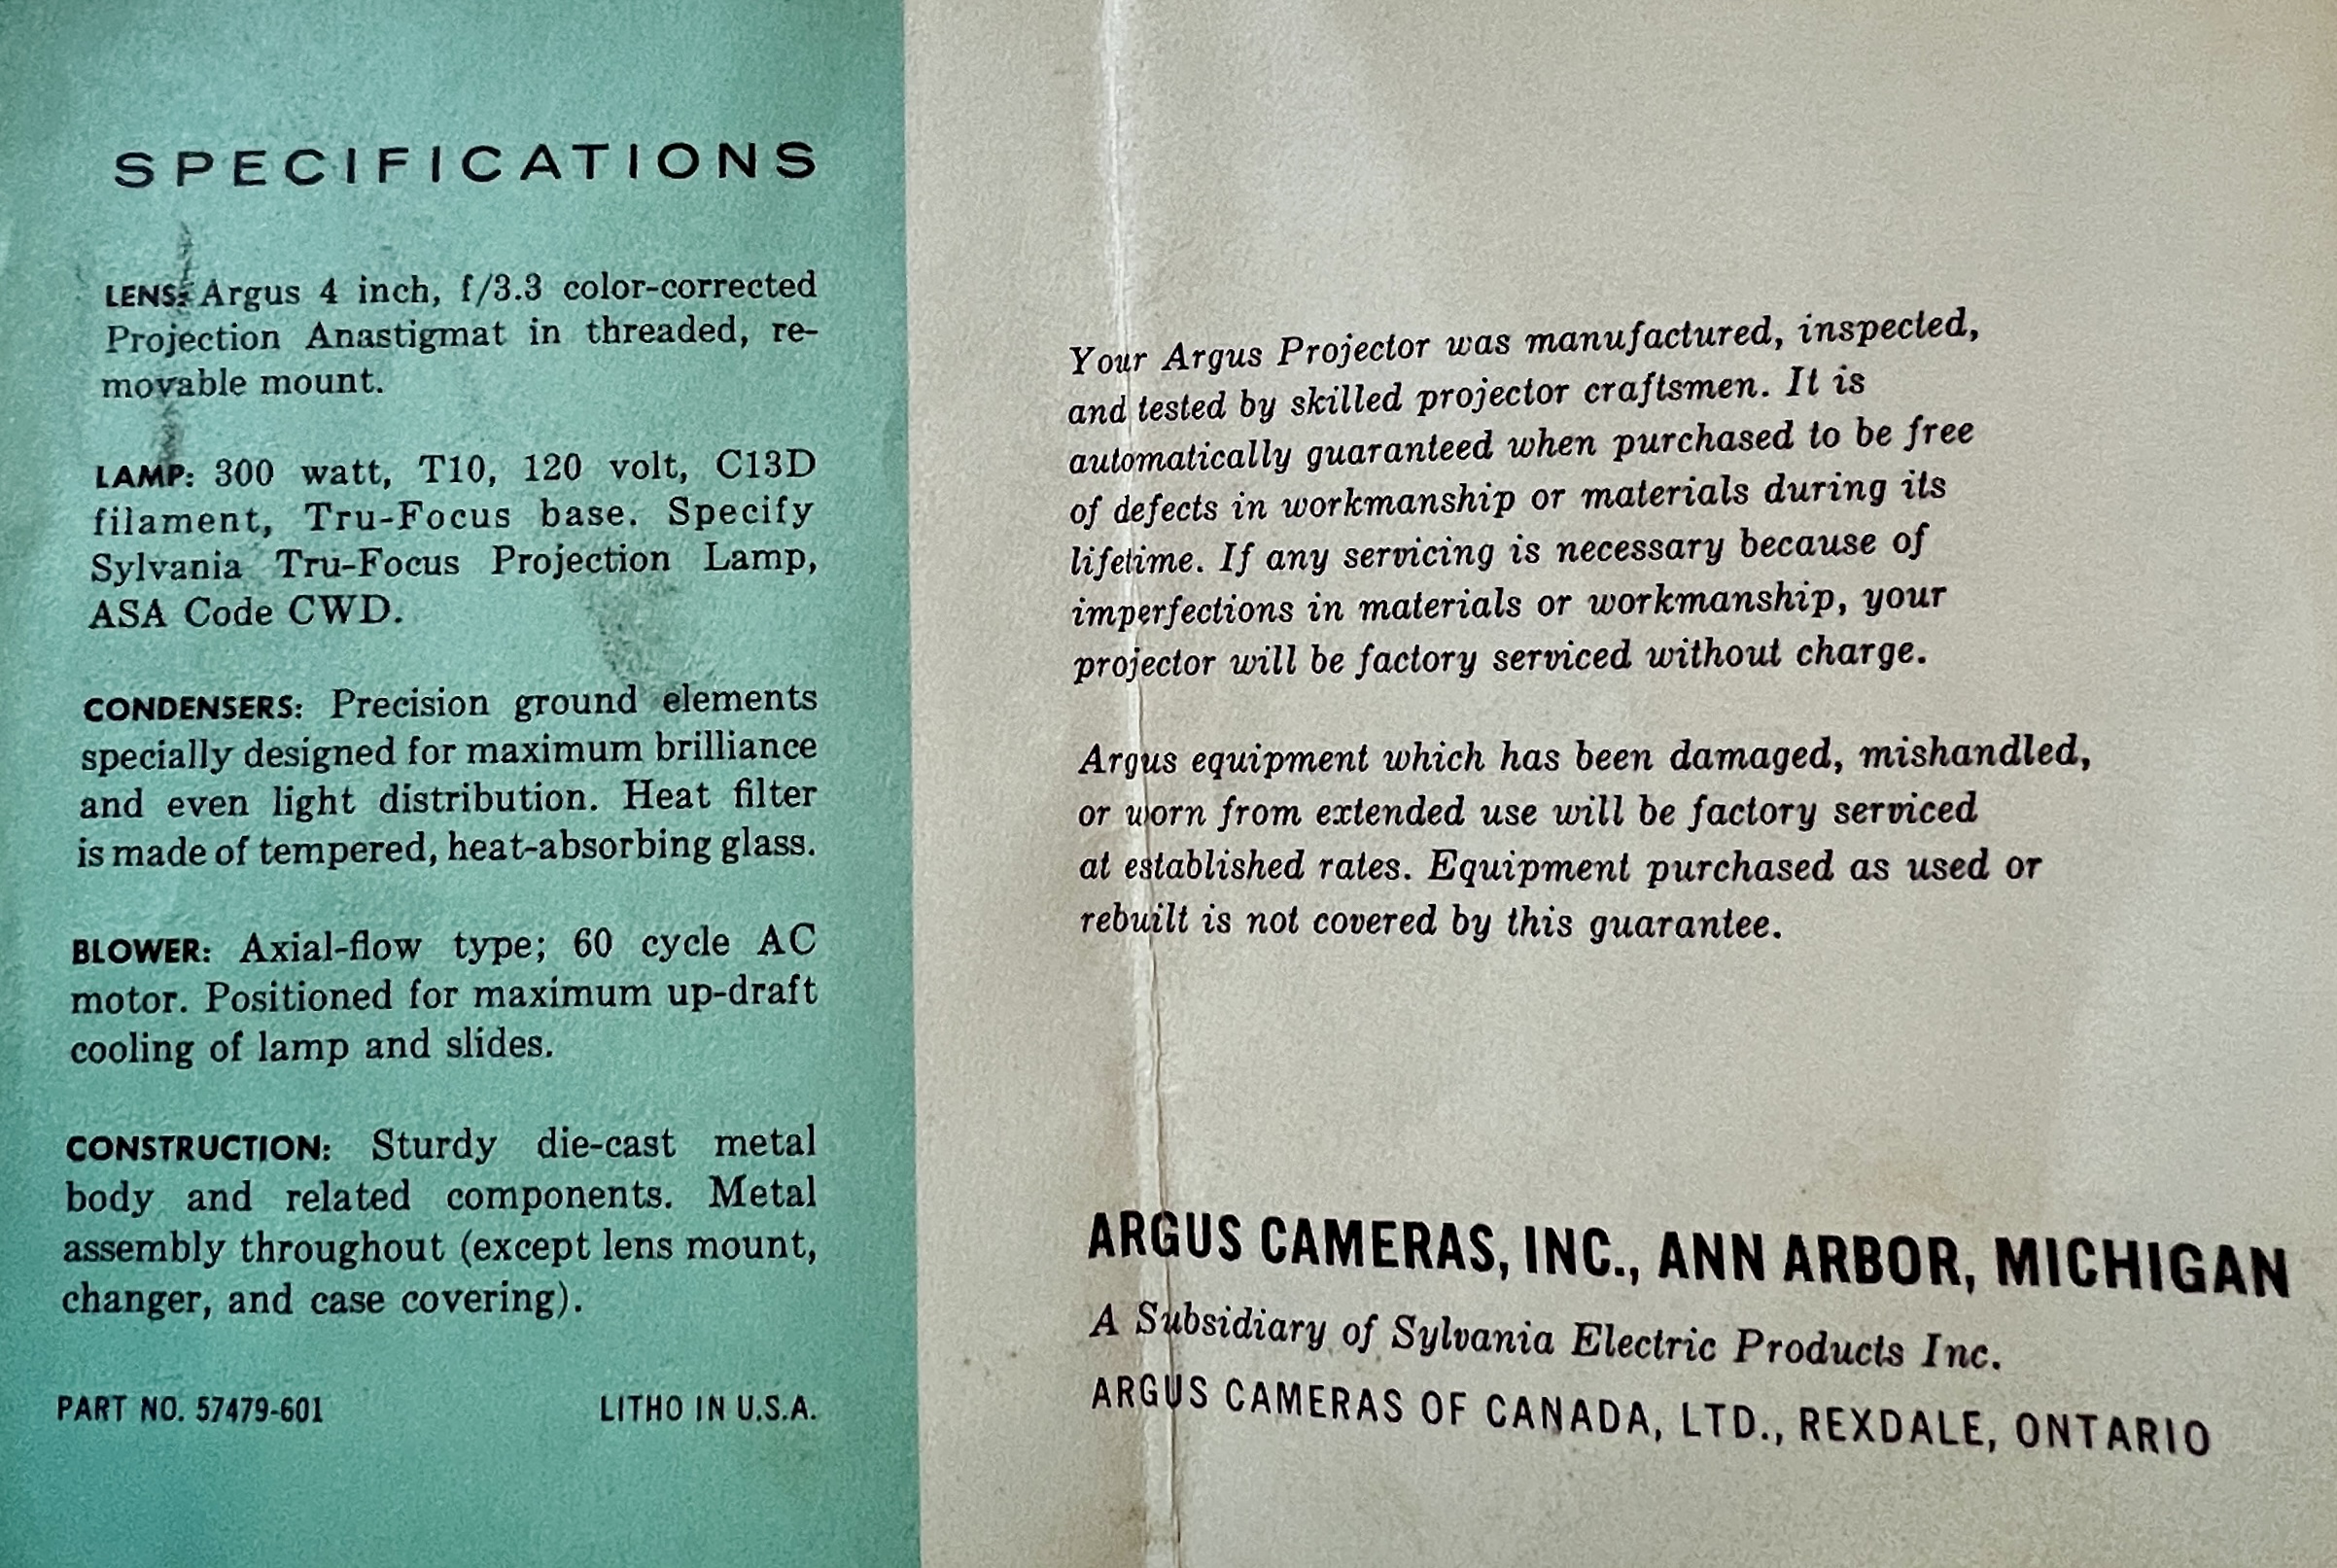 SPECIFICATIONS
LENS: Argus 4 inch, f/3.3 color-corrected
Projection Anastigmat in threaded, re-
movable mount.
LAMP: 300 watt, T10, 120 volt, C13D
filament, Tru-Focus base. Specify
Sylvania Tru-Focus Projection Lamp,
ASA Code CWD.
CONDENSERS: Precision ground elements
specially designed for maximum brilliance
and even light distribution. Heat filter
is made of tempered, heat-absorbing glass.
BLOWER: Axial-flow type; 60 cycle AC
motor. Positioned for maximum up-draft
cooling of lamp and slides.
CONSTRUCTION: Sturdy die-cast metal
body and related components. Metal
assembly throughout (except lens mount,
changer, and case covering).
PART NO. 57479-601 LITHO IN U.S.A.
Your Argus Projector was manufactured, inspected,
and tested by skilled projector craftsmen. It is
automatically guaranteed when purchased to be free
of defects in workmanship or materials during its
lifetime. If any servicing is necessary because of
imperfections in materials or workmanship, your
projector will be factory serviced without charge.
Argus equipment which has been damaged, mishandled,
or worn from extended use will be factory serviced
at established rates. Equipment purchased as used or
rebuilt is not covered by this guarantee.
ARGUS CAMERAS, INC., ANN ARBOR, MICHIGAN
A Subsidiary of Sylvania Electric Products Inc.
ARGUS CAMERAS OF CANADA, LTD., REXDALE, ONTARIO